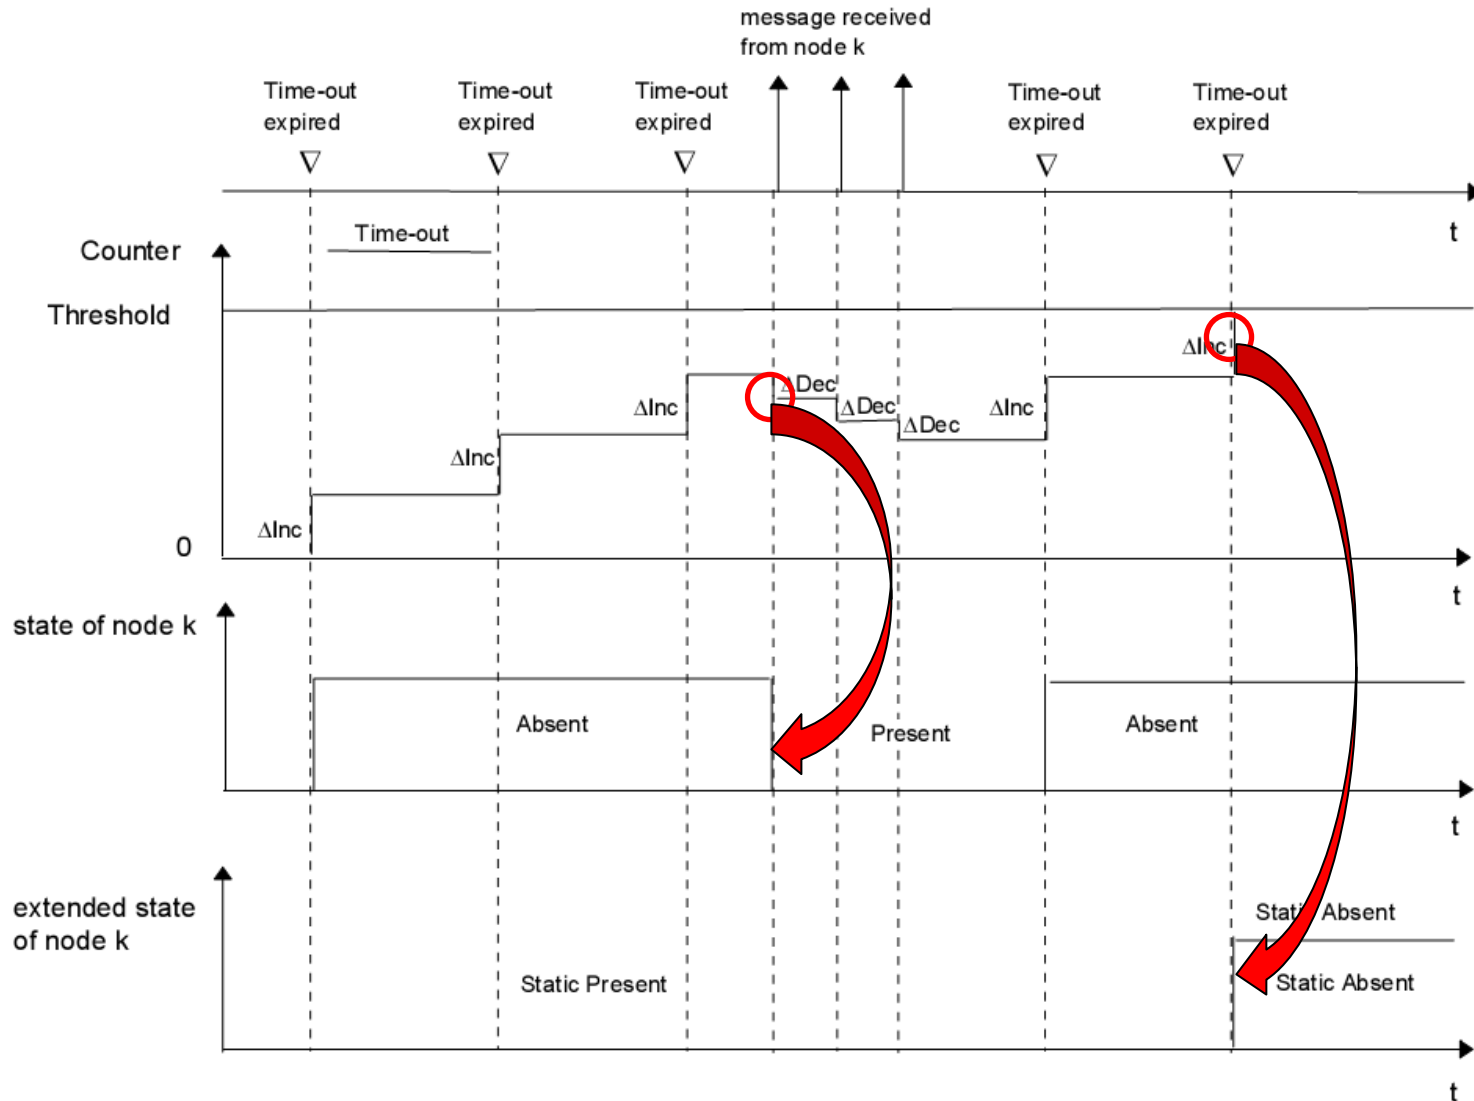 message received
from node k
Time-out
expired
Time-out
expired
Time-out
expired
Time-out
expired
Time-out
expired
t
Time-out
Counter
Threshold
ΔInc
ΔDec
ΔInc
ΔDec
ΔInc
ΔDec
ΔInc
ΔInc
0
t
state of node k
Absent
Present
Absent
t
extended state
of node k
Static Absent
Static Present
Static Absent
t